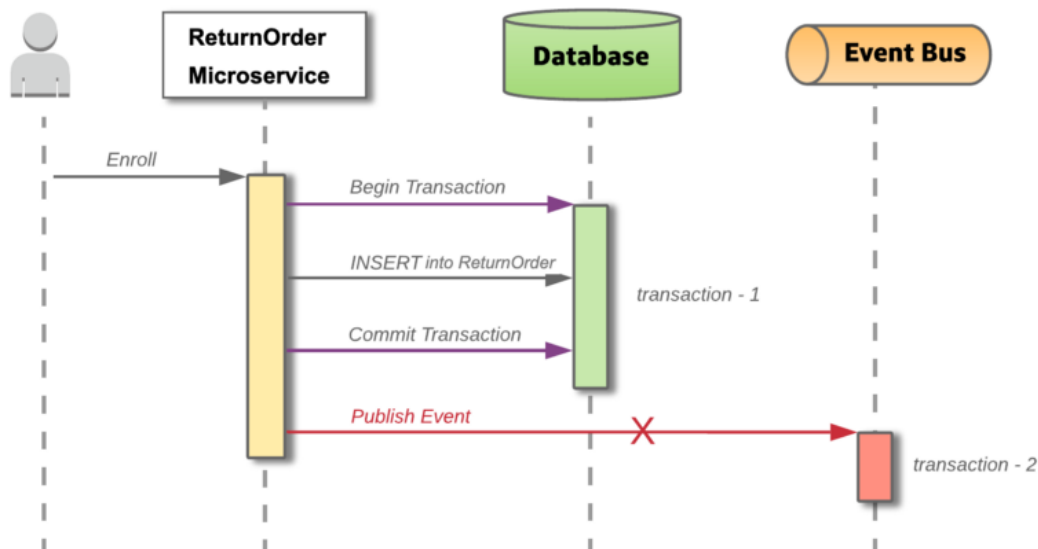 ReturnOrder
Microservice
Database
Event Bus
Enroll
Begin Transaction
INSERT into ReturnOrder
transaction - 1
Commit Transaction
Publish Event
X
transaction - 2